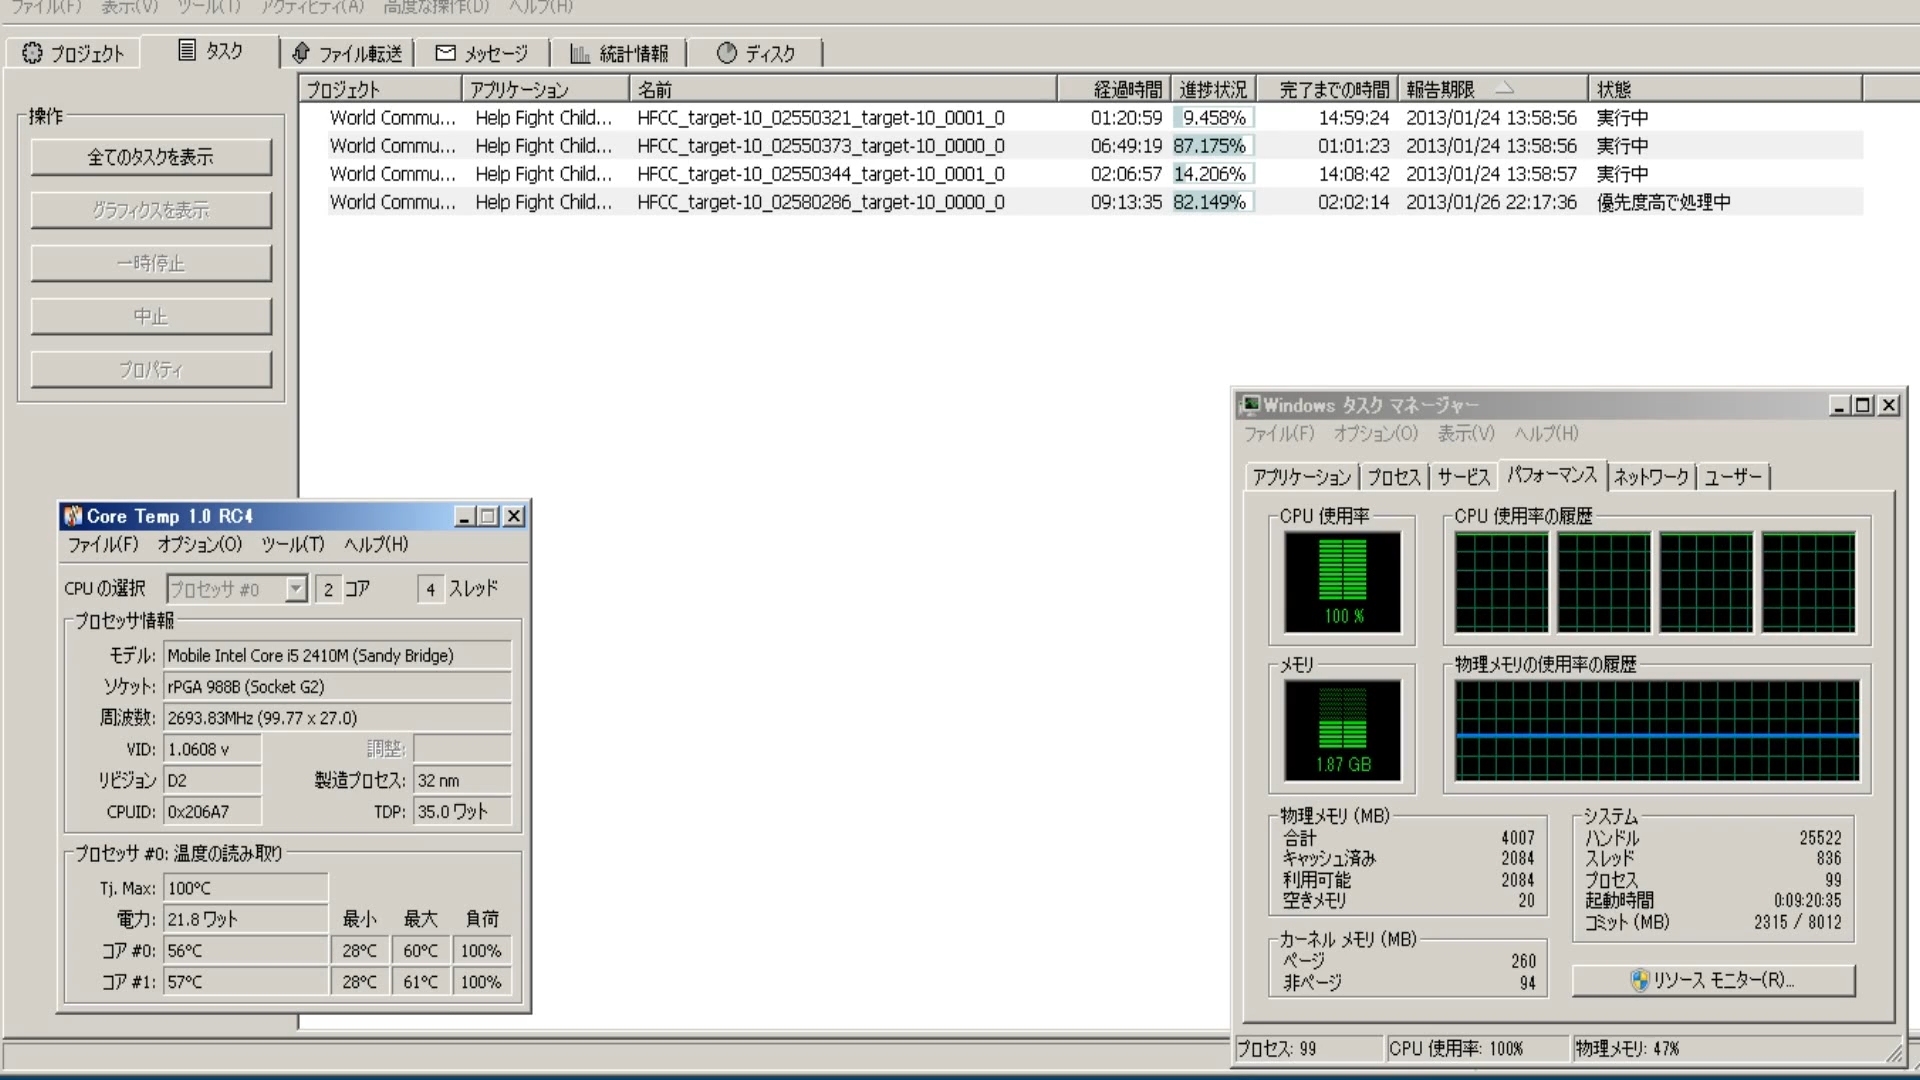 ファイル(F) 表示(V) ツール(T) アクティビティ(A) 高度な操作(D) ヘルプ(H)
プロジェクト タスク ファイル転送 メッセージ 統計情報 ディスク
操作
全てのタスクを表示
グラフィクスを表示
一時停止
中止
プロパティ
プロジェクト アプリケーション 名前 経過時間 進捗状況 完了までの時間 報告期限 状態
World Commu... Help Fight Child... HFCC_target-10_02550321_target-10_0001_0 01:20:59 9.458% 14:59:24 2013/01/24 13:58:56 実行中
World Commu... Help Fight Child... HFCC_target-10_02550373_target-10_0000_0 06:49:19 87.175% 01:01:23 2013/01/24 13:58:56 実行中
World Commu... Help Fight Child... HFCC_target-10_02550344_target-10_0001_0 02:06:57 14.206% 14:08:42 2013/01/24 13:58:57 実行中
World Commu... Help Fight Child... HFCC_target-10_02580286_target-10_0000_0 09:13:35 82.149% 02:02:14 2013/01/26 22:17:36 優先度高で処理中
Core Temp 1.0 RC4
ファイル(F) オプション(O) ツール(T) ヘルプ(H)
CPU の選択 プロセッサ #0 2 コア 4 スレッド
プロセッサ情報
モデル: Mobile Intel Core i5 2410M (Sandy Bridge)
ソケット: rPGA 988B (Socket G2)
周波数: 2693.83MHz (99.77 x 27.0)
VID: 1.0608 v 調整:
リビジョン D2 製造プロセス: 32 nm
CPUID: 0x206A7 TDP: 35.0 ワット
プロセッサ #0: 温度の読み取り
Tj. Max: 100°C
電力: 21.8 ワット 最小 最大 負荷
コア #0: 56°C 28°C 60°C 100%
コア #1: 57°C 28°C 61°C 100%
Windows タスク マネージャー
ファイル(F) オプション(O) 表示(V) ヘルプ(H)
アプリケーション プロセス サービス パフォーマンス ネットワーク ユーザー
CPU 使用率 CPU 使用率の履歴
100 %
メモリ 物理メモリの使用率の履歴
1.87 GB
物理メモリ (MB)
合計 4007
キャッシュ済み 2084
利用可能 2084
空きメモリ 20
カーネル メモリ (MB)
ページ 260
非ページ 94
システム
ハンドル 25522
スレッド 836
プロセス 99
起動時間 0:09:20:35
コミット (MB) 2315 / 8012
リソース モニター(R)...
プロセス: 99 CPU 使用率: 100% 物理メモリ: 47%